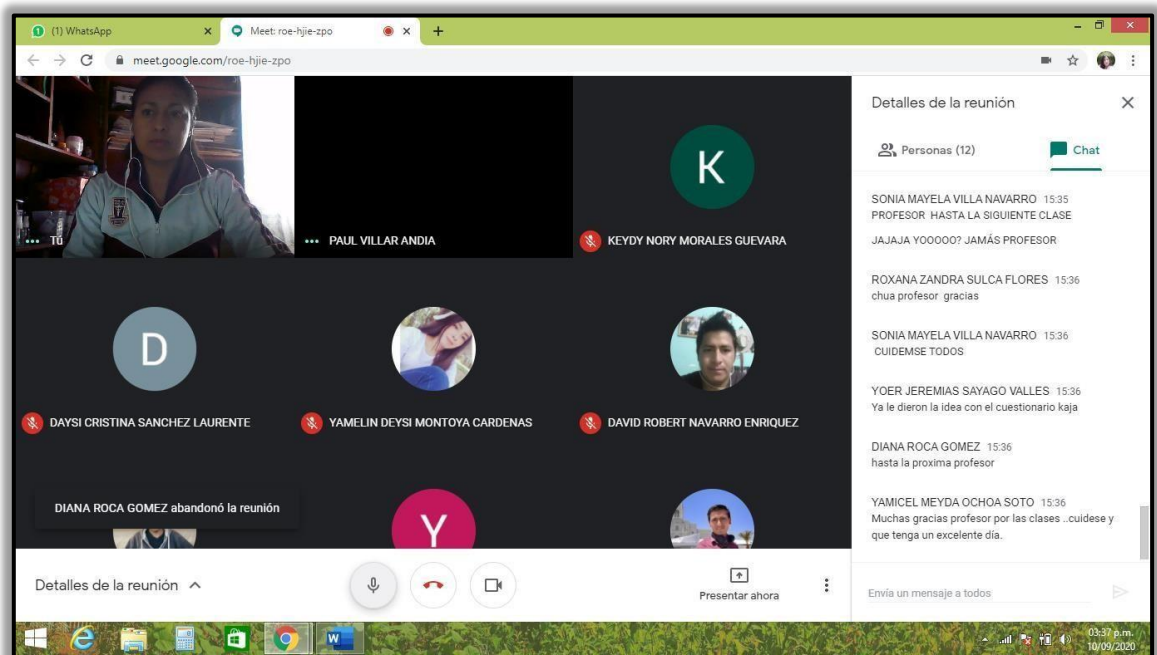 (1) WhatsApp
Meet: roe-hjie-zpo
meet.google.com/roe-hjie-zpo
Tú
PAUL VILLAR ANDIA
K
KEYDY NORY MORALES GUEVARA
D
DAYSI CRISTINA SANCHEZ LAURENTE
YAMELIN DEYSI MONTOYA CARDENAS
DAVID ROBERT NAVARRO ENRIQUEZ
DIANA ROCA GOMEZ abandonó la reunión
Y
Detalles de la reunión
Presentar ahora
Detalles de la reunión
Personas (12)
Chat
SONIA MAYELA VILLA NAVARRO 15:35
PROFESOR HASTA LA SIGUIENTE CLASE
JAJAJA YOOOOO? JAMÁS PROFESOR
ROXANA ZANDRA SULCA FLORES 15:36
chua profesor gracias
SONIA MAYELA VILLA NAVARRO 15:36
CUIDEMSE TODOS
YOER JEREMIAS SAYAGO VALLES 15:36
Ya le dieron la idea con el cuestionario kaja
DIANA ROCA GOMEZ 15:36
hasta la proxima profesor
YAMICEL MEYDA OCHOA SOTO 15:36
Muchas gracias profesor por las clases ..cuidese y
que tenga un excelente día.
Envía un mensaje a todos
03:37 p.m.
10/09/2020